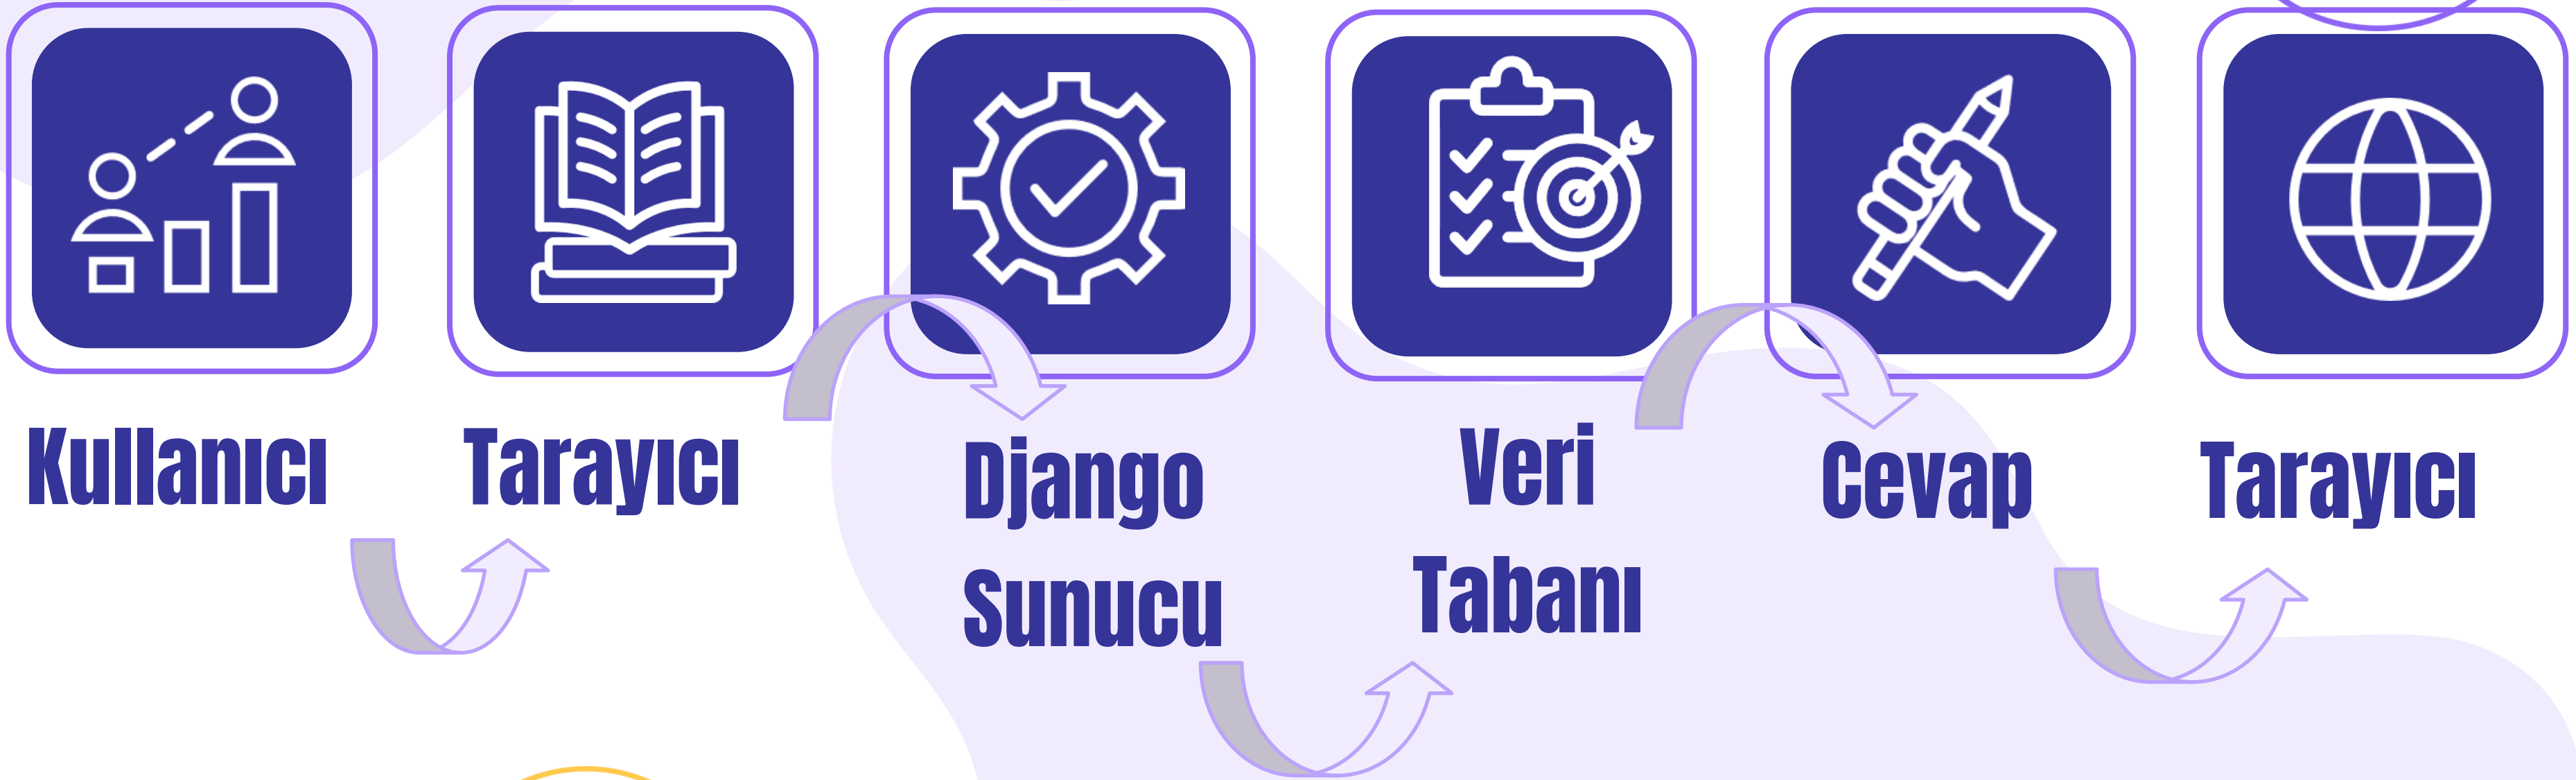 Kullanıcı
Tarayıcı
Django
Sunucu
Veri
Tabanı
Cevap
Tarayıcı